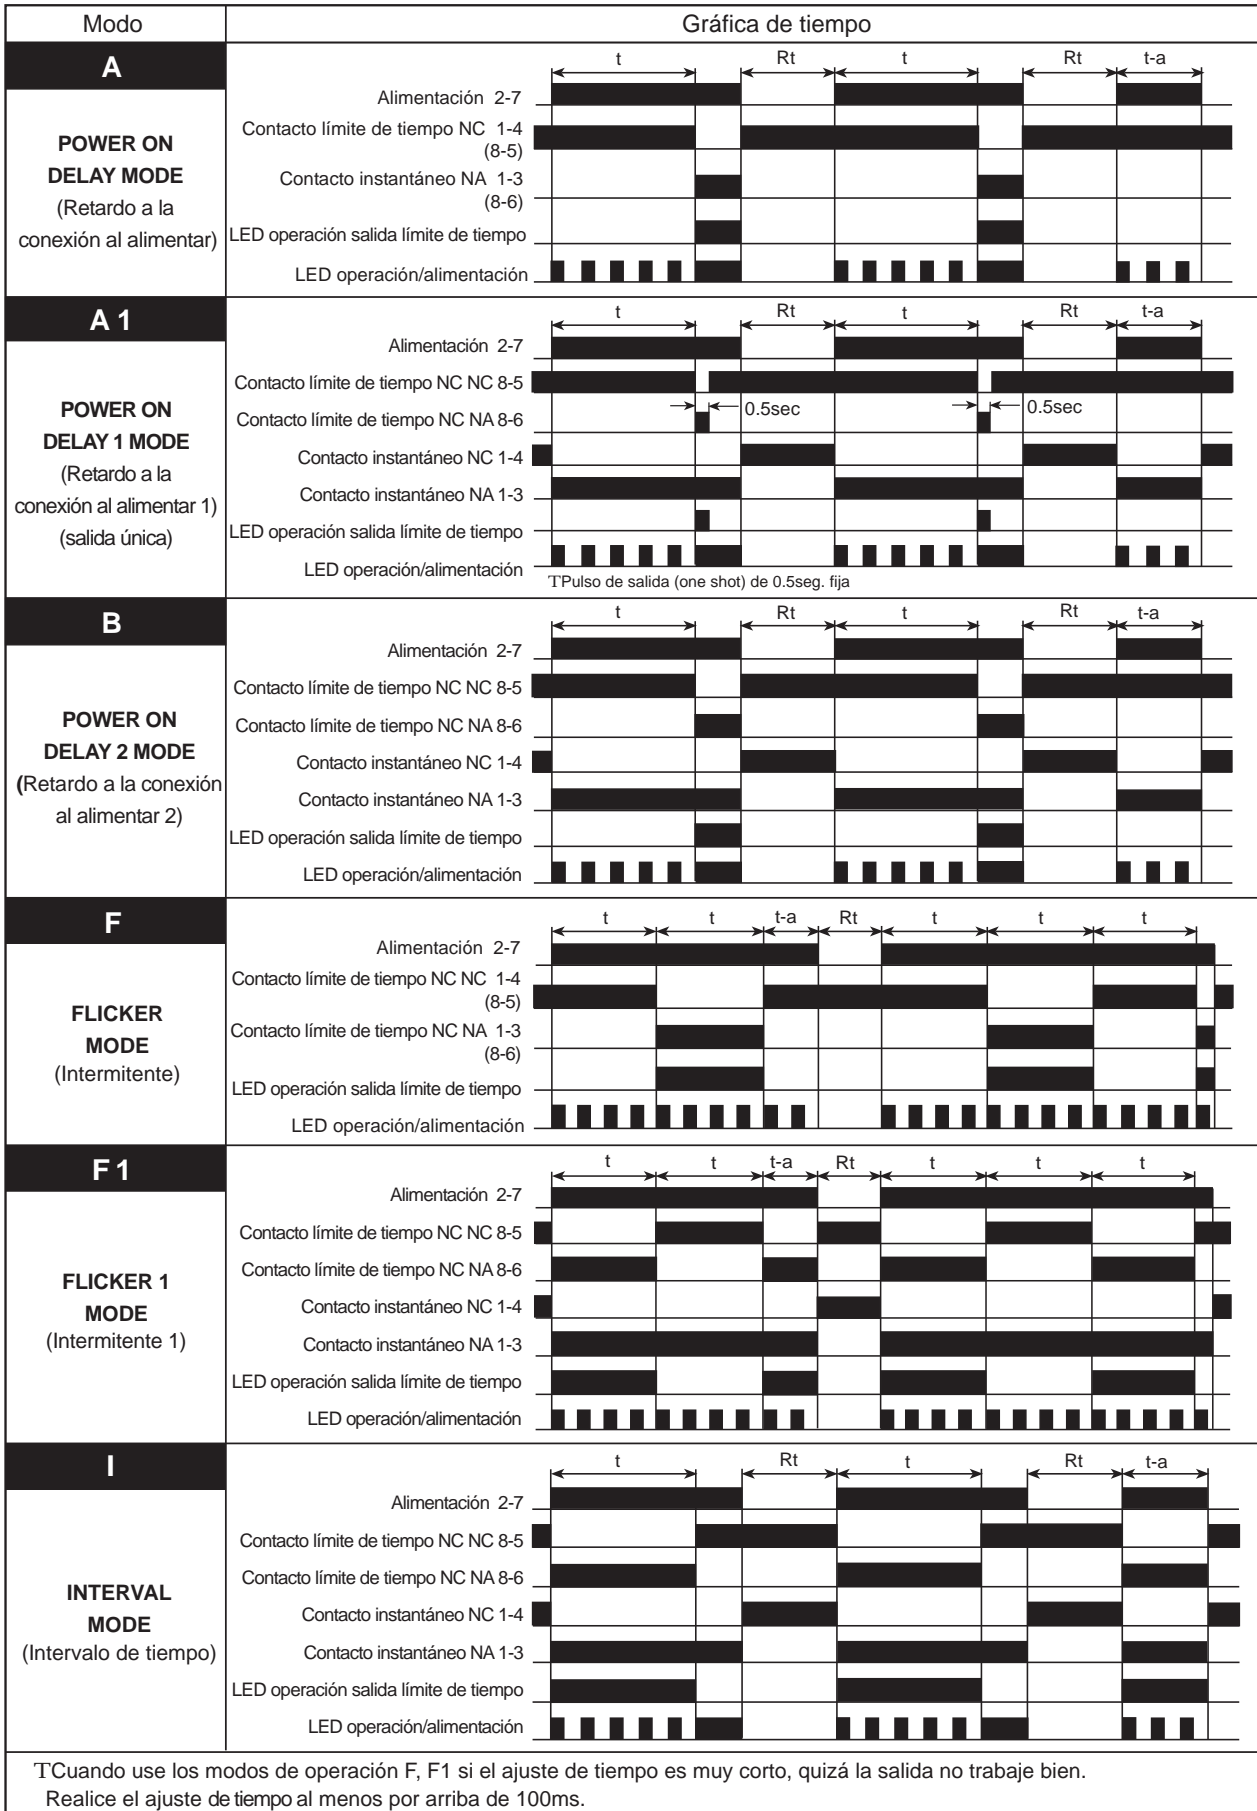 Modo Gráfica de tiempo
A
POWER ON
DELAY MODE
(Retardo a la
conexión al alimentar)
t Rt t Rt t-a
Alimentación 2-7
Contacto límite de tiempo NC 1-4
(8-5)
Contacto instantáneo NA 1-3
(8-6)
LED operación salida límite de tiempo
LED operación/alimentación
A 1
POWER ON
DELAY 1 MODE
(Retardo a la
conexión al alimentar 1)
(salida única)
t Rt t Rt t-a
Alimentación 2-7
Contacto límite de tiempo NC NC 8-5
0.5sec 0.5sec
Contacto límite de tiempo NC NA 8-6
Contacto instantáneo NC 1-4
Contacto instantáneo NA 1-3
LED operación salida límite de tiempo
LED operación/alimentación
TPulso de salida (one shot) de 0.5seg. fija
B
POWER ON
DELAY 2 MODE
(Retardo a la conexión
al alimentar 2)
t Rt t Rt t-a
Alimentación 2-7
Contacto límite de tiempo NC NC 8-5
Contacto límite de tiempo NC NA 8-6
Contacto instantáneo NC 1-4
Contacto instantáneo NA 1-3
LED operación salida límite de tiempo
LED operación/alimentación
F
FLICKER
MODE
(Intermitente)
t t t-a Rt t t t
Alimentación 2-7
Contacto límite de tiempo NC NC 1-4
(8-5)
Contacto límite de tiempo NC NA 1-3
(8-6)
LED operación salida límite de tiempo
LED operación/alimentación
F 1
FLICKER 1
MODE
(Intermitente 1)
t t t-a Rt t t t
Alimentación 2-7
Contacto límite de tiempo NC NC 8-5
Contacto límite de tiempo NC NA 8-6
Contacto instantáneo NC 1-4
Contacto instantáneo NA 1-3
LED operación salida límite de tiempo
LED operación/alimentación
I
INTERVAL
MODE
(Intervalo de tiempo)
t Rt t Rt t-a
Alimentación 2-7
Contacto límite de tiempo NC NC 8-5
Contacto límite de tiempo NC NA 8-6
Contacto instantáneo NC 1-4
Contacto instantáneo NA 1-3
LED operación salida límite de tiempo
LED operación/alimentación
TCuando use los modos de operación F, F1 si el ajuste de tiempo es muy corto, quizá la salida no trabaje bien.
Realice el ajuste de tiempo al menos por arriba de 100ms.